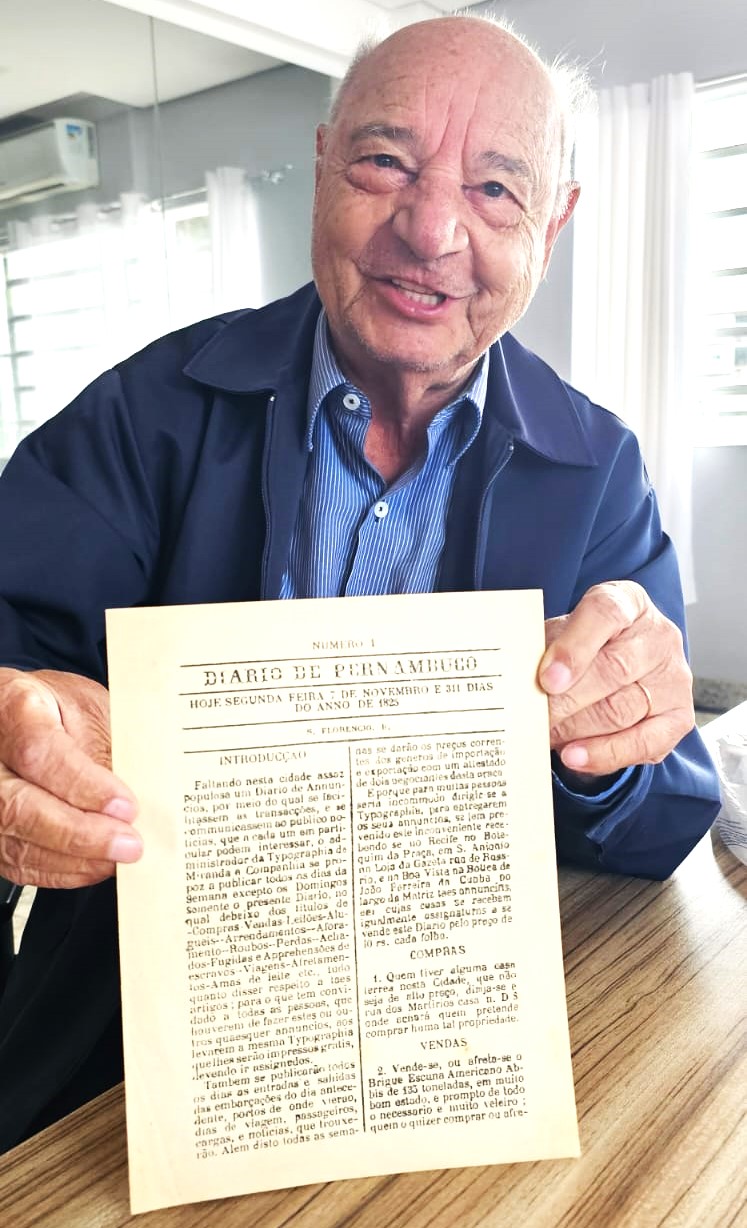 NUMERO 1
DIARIO DE PERNAMBUCO
HOJE SEGUNDA FEIRA 7 DE NOVEMBRO E 311 DIAS
DO ANNO DE 1825
S. FLORENCIO, B.
INTRODUCÇAO
Faltando nesta cidade assaz
populosa um Diario de Annun-
cios, por meio do qual se faci-
litassem as transacções, e se
communicassem ao publico no-
ticias, que a cada um em parti-
cular podem interessar, o ad-
ministrador da Typographia de
Miranda e Companhia se pro-
poz a publicar todos os dias da
Semana excepto os Domingos
somente o presente Diario, no
qual debeixo dos titulos de
-Compras-Vendas-Leilões-Alu-
gueis--Arrendamentos--Afora-
mento--Roubos--Perdas--Acha-
dos-Fugidas e Apprehensões de
escravos--Viagens-Afretamen-
tos-Amas de leite etc., tudo
quanto disser respeito a taes
artigos; para o que tem convi-
dado a todas as pessoas, que
houverem de fazer estes ou ou-
tros quaesquer annuncios, aos
levarem a mesma Typographia
que lhes serão impressos gratis,
devendo ir assignados.
Tambem se publicarão todos
os dias as entradas e sahidas
das embarcações do dia antece-
dente, portos de onde vierão,
dias de viagem, passageiros,
cargas, e noticias, que trouxe-
rão. Alem disto todas as sema-
nas se darão os preços corren-
tes dos generos de importação
e exportação com um attestado
de dois negociantes desta praça.
E porque para muitas pessoas
seria incommodo dirigir se a
Typographia, para entregarem
os seus annuncios, se tem pre-
venido este inconveniente rece-
bendo se no Recife no Bote-
quim da Praça, em S. Antonio
na Loja da Gazeta rua do Rosa-
rio, e na Boa Vista na Botica de
João Ferreira da Cunha no
largo da Matriz taes annuncios,
em cujas casas se recebem
igualmente assignaturas e se
vende este Diario pelo preço de
10 rs. cada folha.
COMPRAS
1. Quem tiver alguma casa
terrea nesta Cidade, que não
seja de alto preço, dirija-se e
rua dos Martirios casa n. D 8
onde achará quem pretende
comprar huma tal propriedade.
VENDAS
2. Vende-se, ou afreta-se o
Brigue Escuna Americano Ab-
bis de 135 toneladas, em muito
bom estado, e prompto de todo
o necessario e muito veleiro;
quem o quizer comprar ou afre-